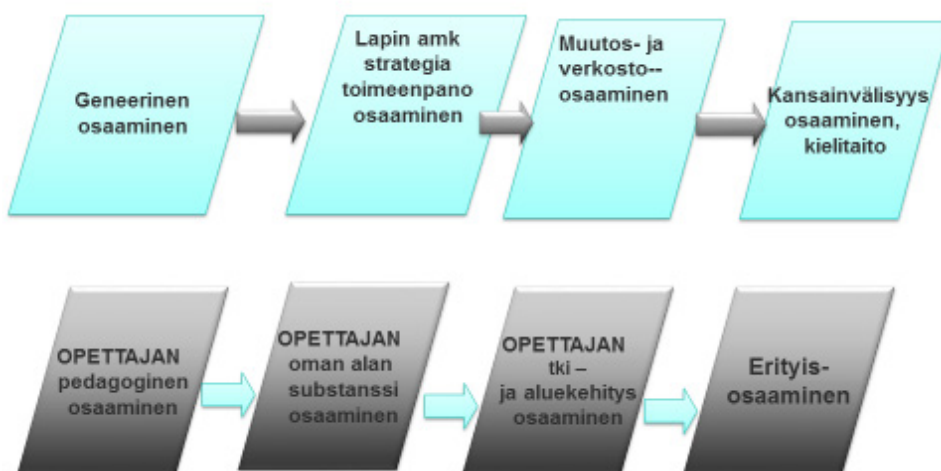 Geneerinen
osaaminen
Lapin amk
strategia
toimeenpano
osaaminen
Muutos- ja
verkosto--
osaaminen
Kansainvälisyys
osaaminen,
kielitaito
OPETTAJAN
pedagoginen
osaaminen
OPETTAJAN
oman alan
substanssi
osaaminen
OPETTAJAN
tki –
ja aluekehitys
osaaminen
Erityis-
osaaminen